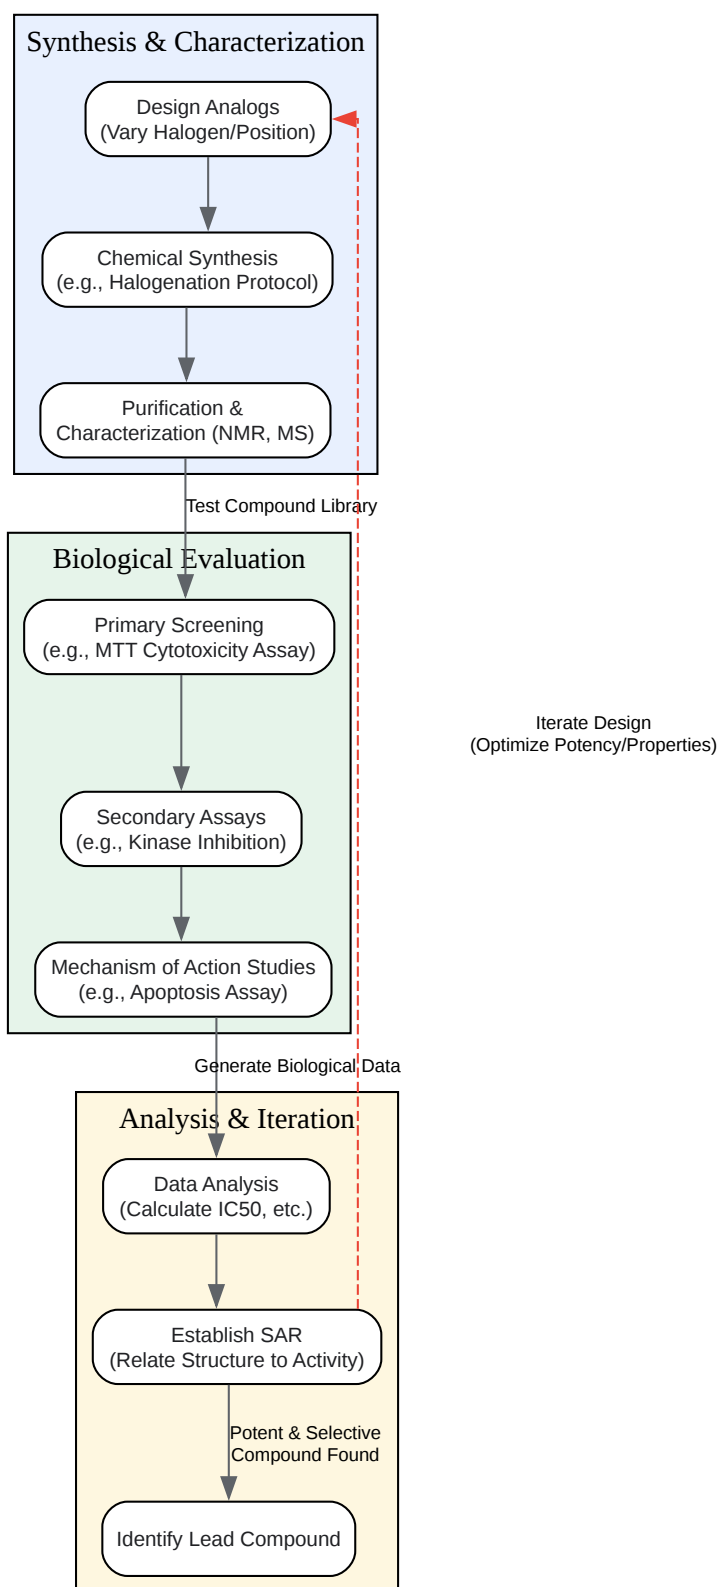 Synthesis & Characterization
Design Analogs
(Vary Halogen/Position)
Chemical Synthesis
(e.g., Halogenation Protocol)
Purification &
Characterization (NMR, MS)
Test Compound Library
Biological Evaluation
Primary Screening
(e.g., MTT Cytotoxicity Assay)
Iterate Design
(Optimize Potency/Properties)
Secondary Assays
(e.g., Kinase Inhibition)
Mechanism of Action Studies
(e.g., Apoptosis Assay)
Generate Biological Data
Analysis & Iteration
Data Analysis
(Calculate IC50, etc.)
Establish SAR
(Relate Structure to Activity)
Potent & Selective
Compound Found
Identify Lead Compound